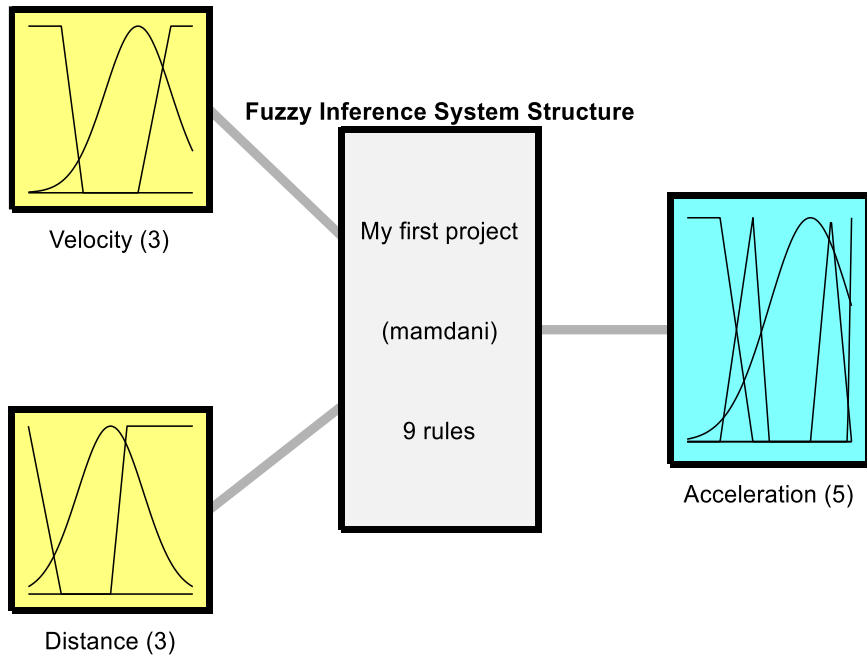 Fuzzy Inference System Structure
Velocity (3)
My first project
(mamdani)
9 rules
Acceleration (5)
Distance (3)